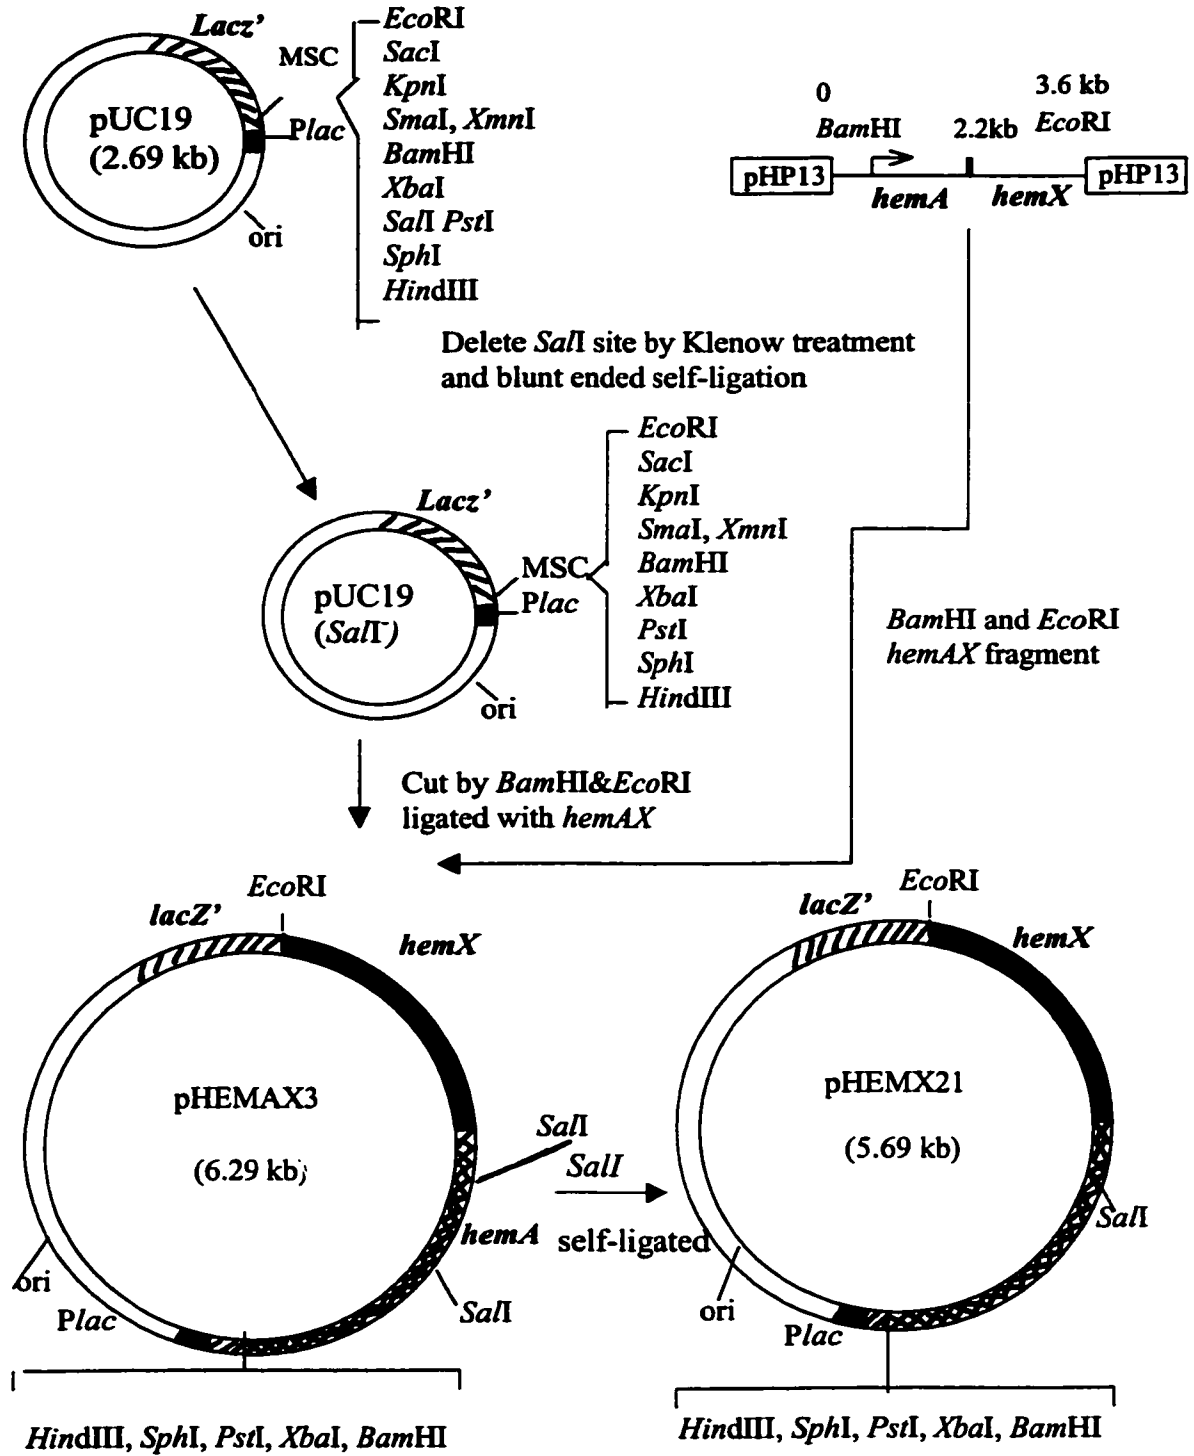 Lacz'
MSC
pUC19
(2.69 kb)
Plac
ori
EcoRI
SacI
KpnI
SmaI, XmnI
BamHI
XbaI
SalI PstI
SphI
HindIII
0
BamHI
2.2kb
3.6 kb
EcoRI
pHP13
hemA
hemX
pHP13
Delete SalI site by Klenow treatment
and blunt ended self-ligation
Lacz'
MSC
Plac
pUC19
(SalI-)
ori
EcoRI
SacI
KpnI
SmaI, XmnI
BamHI
XbaI
PstI
SphI
HindIII
BamHI and EcoRI
hemAX fragment
Cut by BamHI&EcoRI
ligated with hemAX
EcoRI
lacZ'
hemX
pHEMAX3
(6.29 kb)
SalI
hemA
SalI
ori
Plac
HindIII, SphI, PstI, XbaI, BamHI
SalI
self-ligated
EcoRI
lacZ'
hemX
pHEMX21
(5.69 kb)
SalI
ori
Plac
HindIII, SphI, PstI, XbaI, BamHI